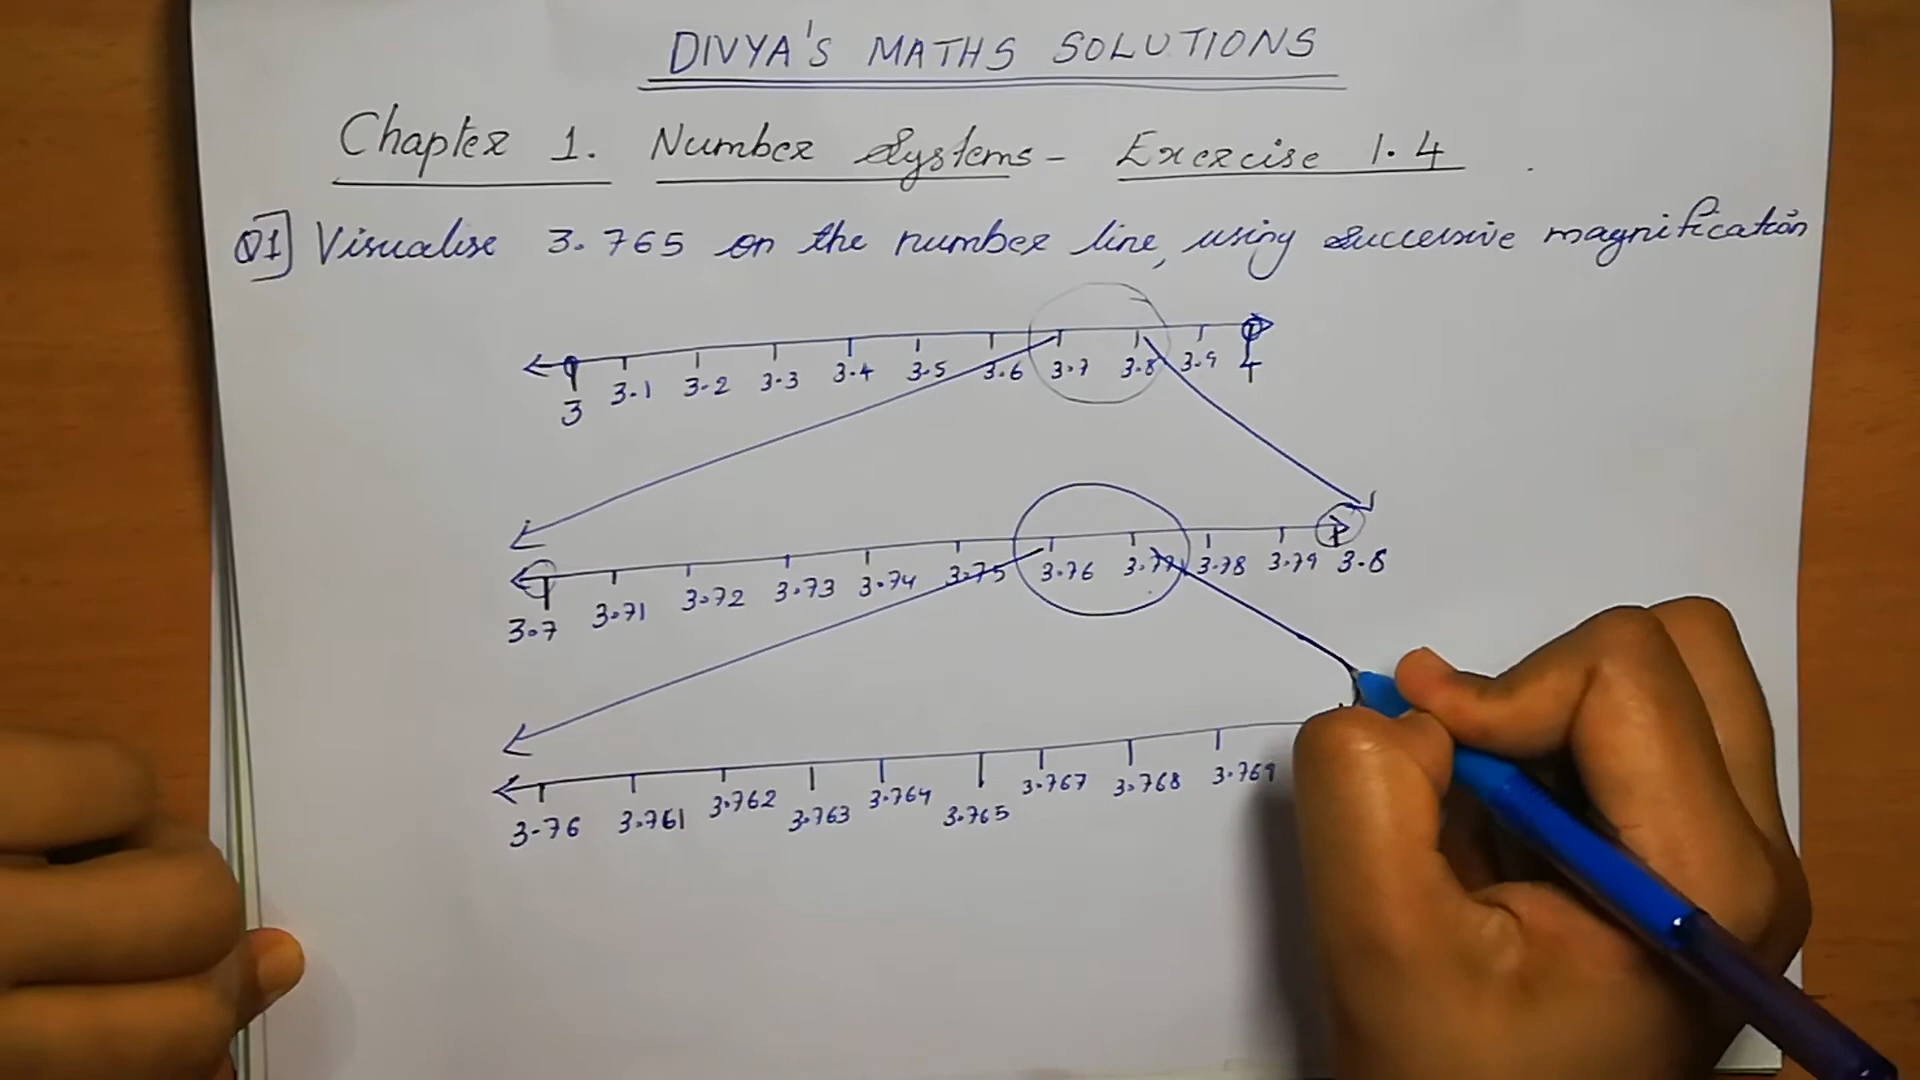 DIVYA'S MATHS SOLUTIONS
Chapter 1. Number Systems - Exercise 1.4
Q1] Visualise 3.765 on the number line, using successive magnification
3 3.1 3.2 3.3 3.4 3.5 3.6 3.7 3.8 3.9 4
3.7 3.71 3.72 3.73 3.74 3.75 3.76 3.77 3.78 3.79 3.8
3.76 3.761 3.762 3.763 3.764 3.765 3.767 3.768 3.769